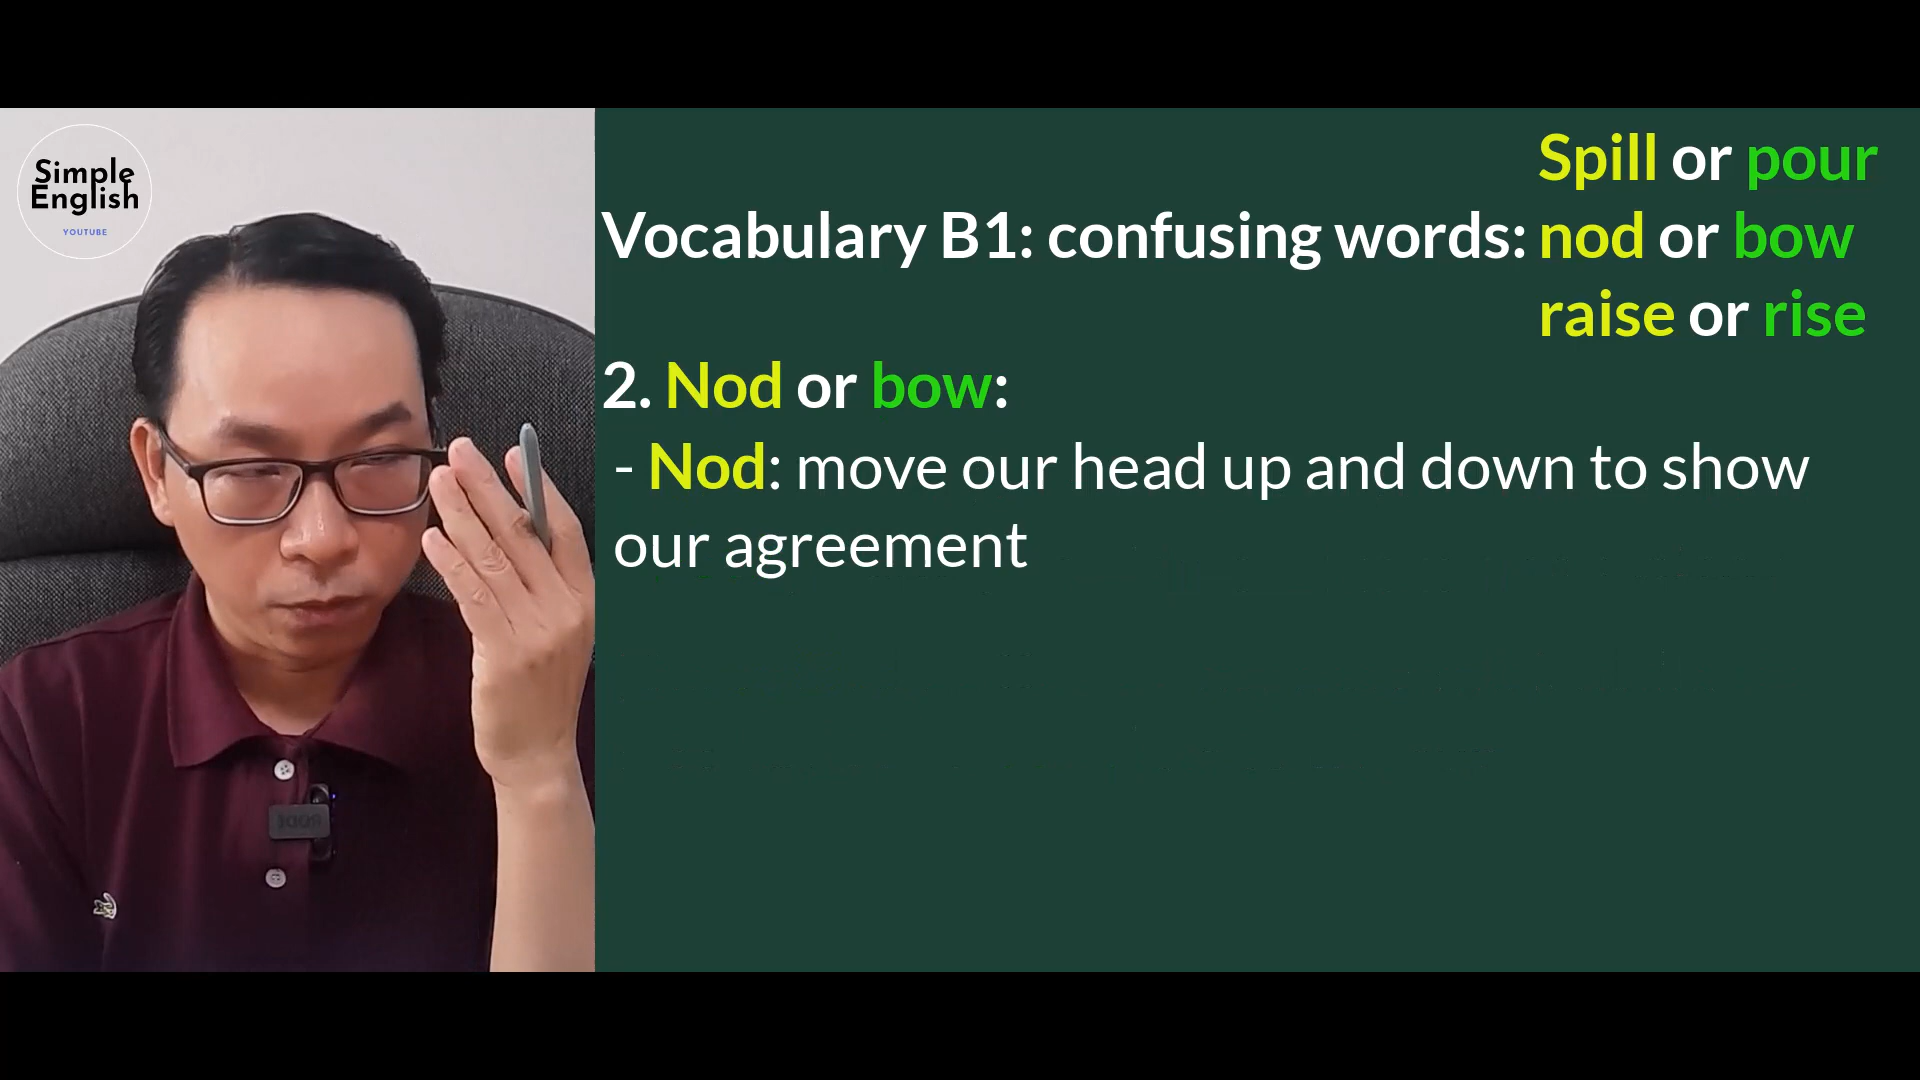 Simple
English
YOUTUBE
Spill or pour
Vocabulary B1: confusing words: nod or bow
raise or rise
2. Nod or bow:
- Nod: move our head up and down to show
our agreement